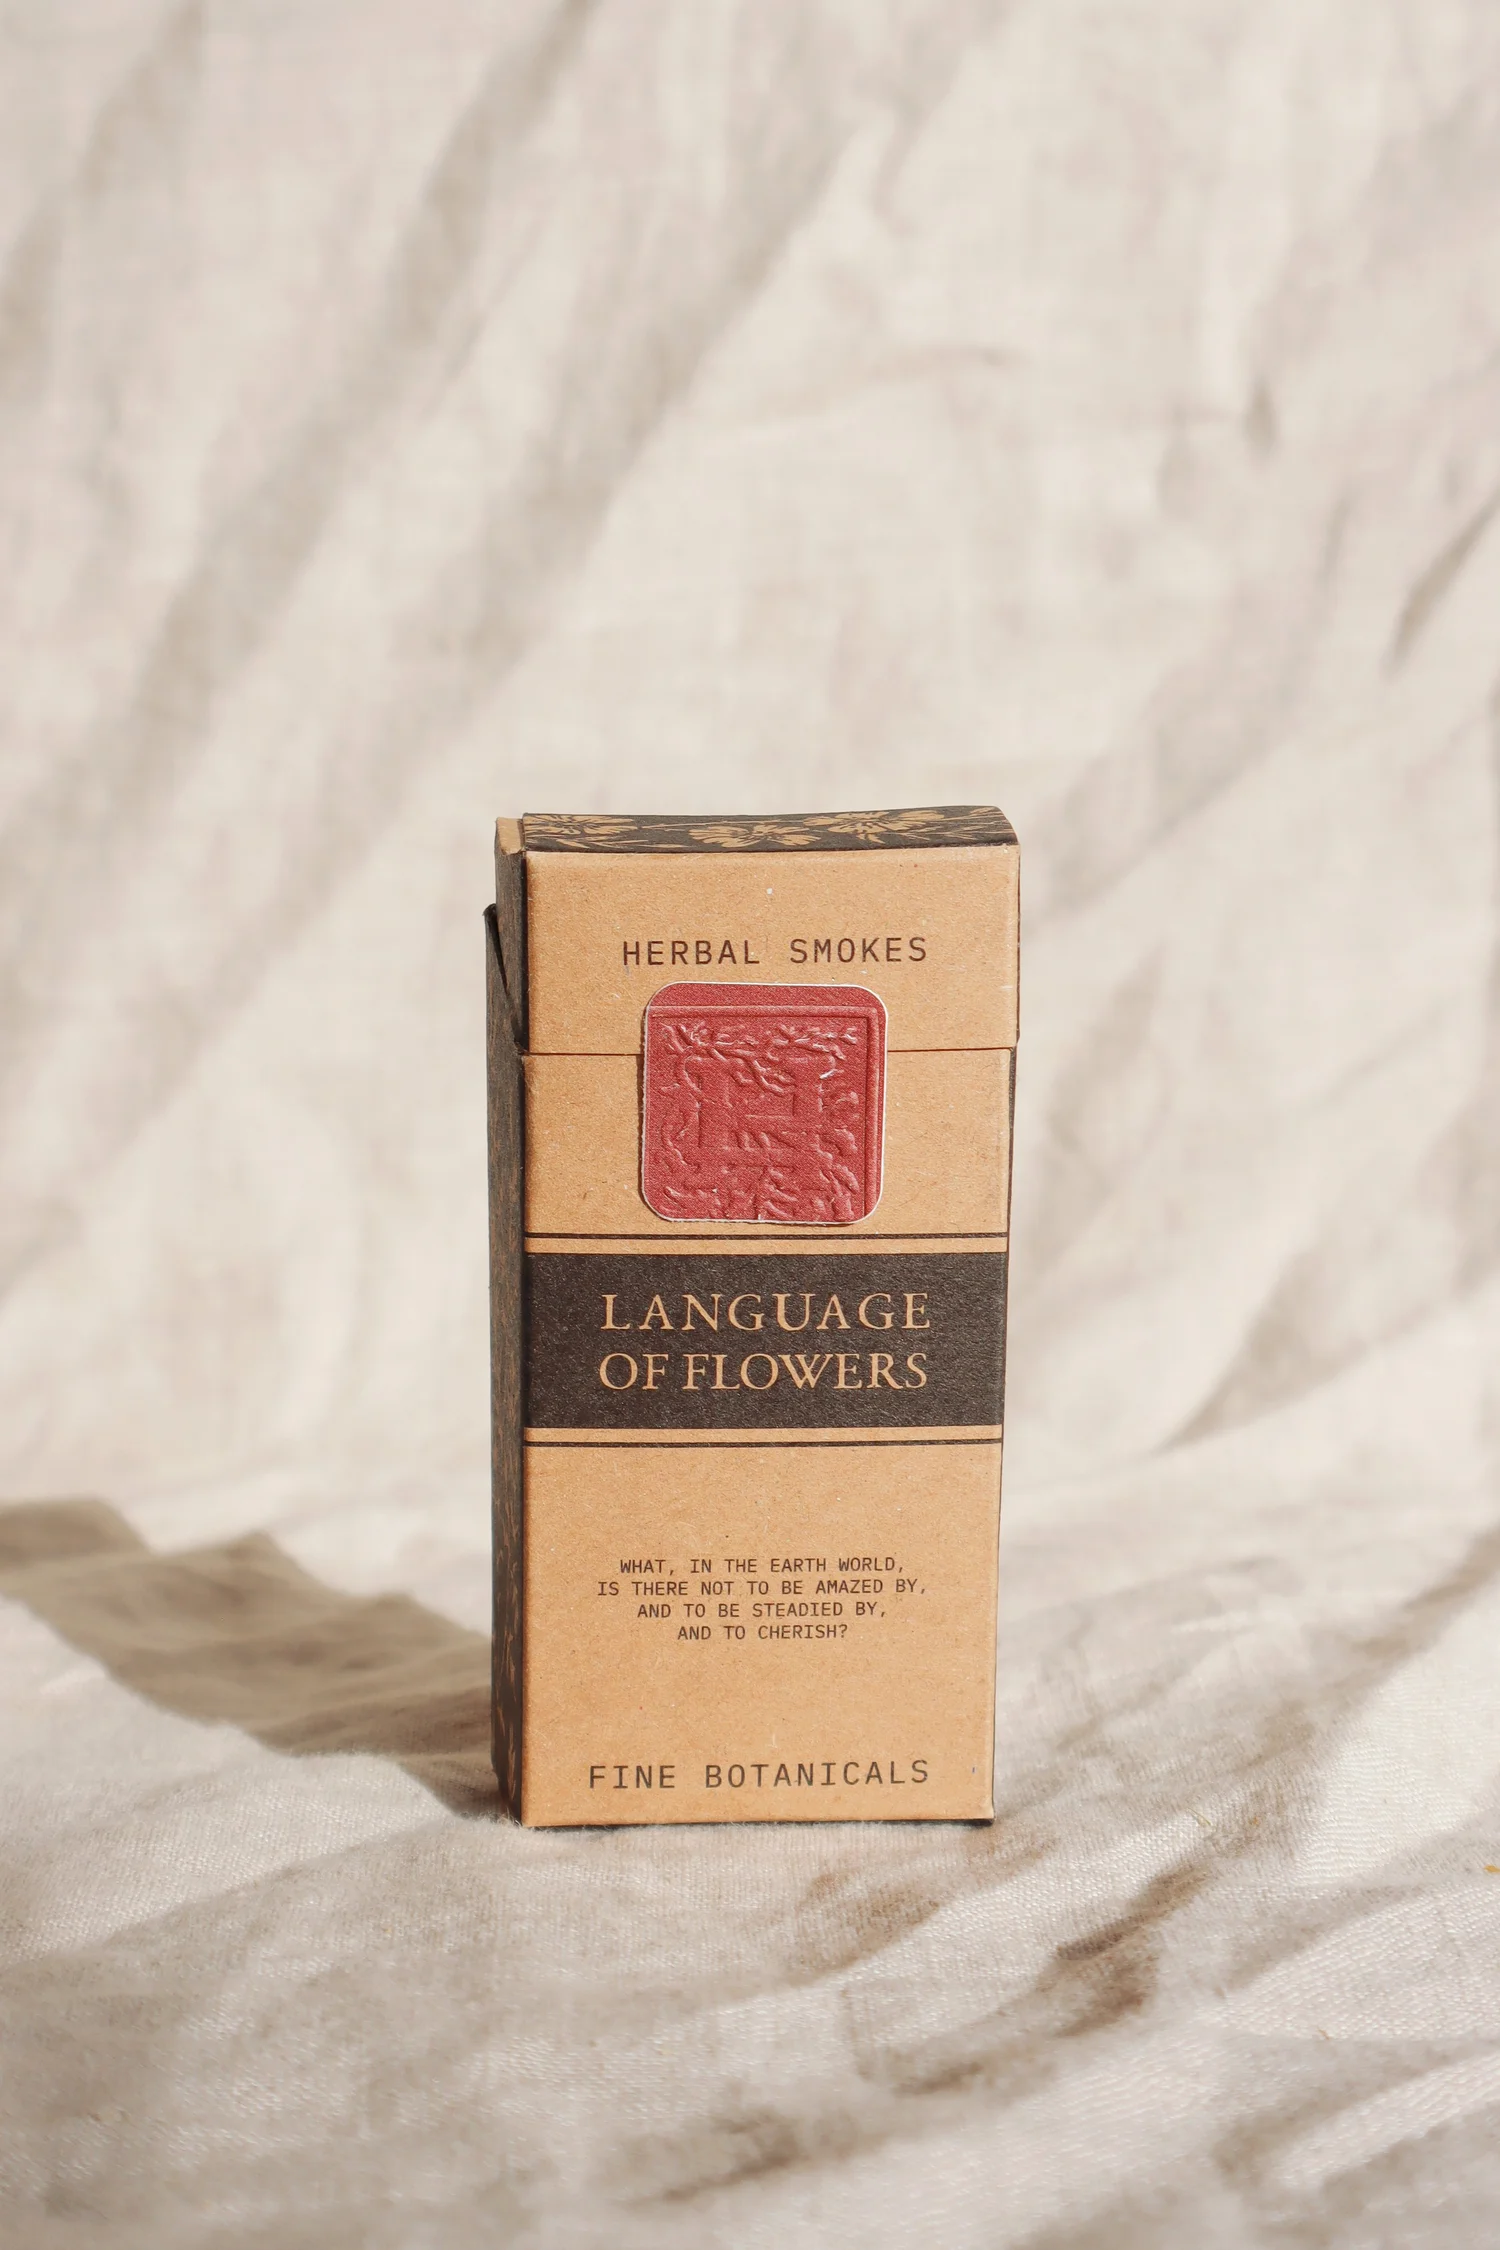 HERBAL SMOKES
LANGUAGE
OF FLOWERS
WHAT, IN THE EARTH WORLD,
IS THERE NOT TO BE AMAZED BY,
AND TO BE STEADIED BY,
AND TO CHERISH?
FINE BOTANICALS